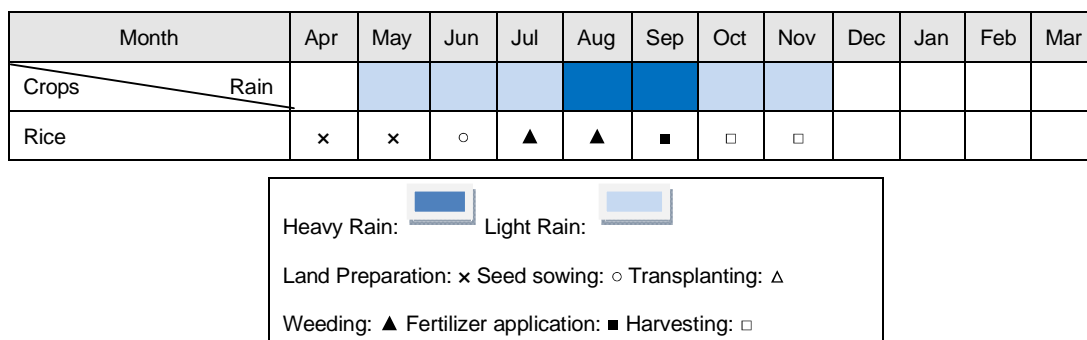 Month Apr May Jun Jul Aug Sep Oct Nov Dec Jan Feb Mar
Crops Rain
Rice × × ○ ▲ ▲ ■ □ □
Heavy Rain: Light Rain:
Land Preparation: × Seed sowing: ○ Transplanting: △
Weeding: ▲ Fertilizer application: ■ Harvesting: □